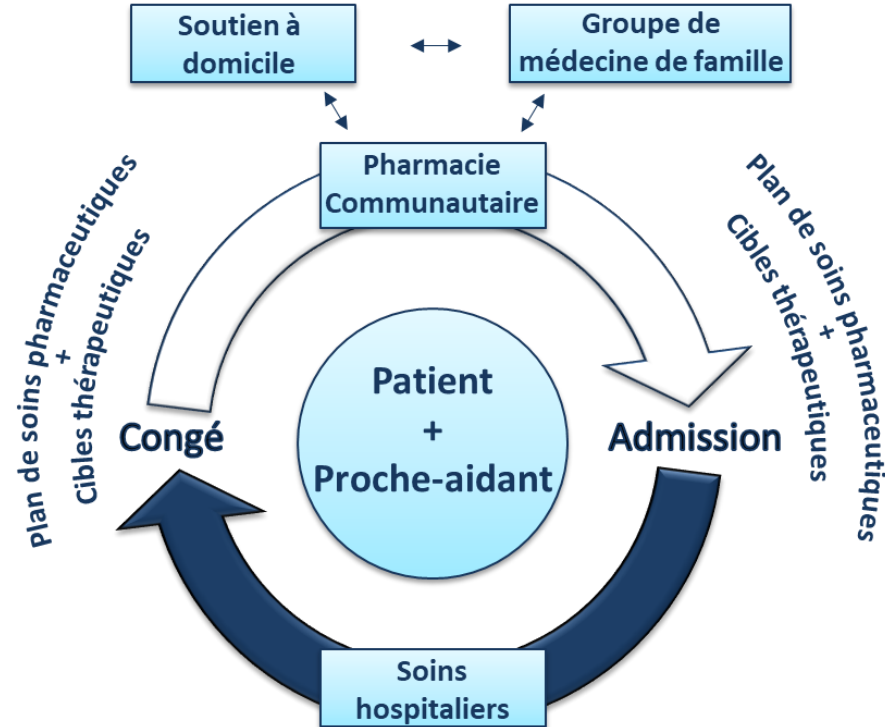 Soutien à
domicile
Groupe de
médecine de famille
Pharmacie
Communautaire
Plan de soins pharmaceutiques
+
Cibles thérapeutiques
Plan de soins pharmaceutiques
+
Cibles thérapeutiques
Patient
+
Proche-aidant
Congé
Admission
Soins
hospitaliers